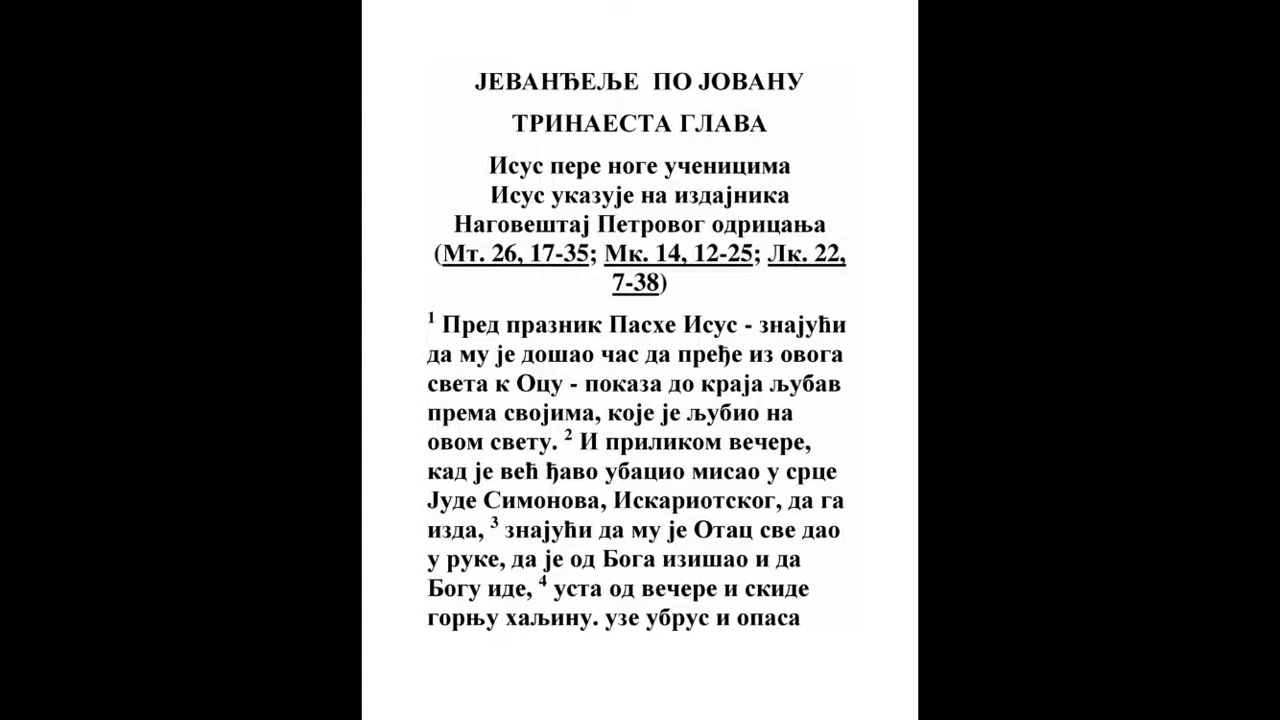 ЈЕВАНЂЕЉЕ ПО ЈОВАНУ
ТРИНАЕСТА ГЛАВА
Исус пере ноге ученицима
Исус указује на издајника
Наговештај Петровог одрицања
(Мт. 26, 17-35; Мк. 14, 12-25; Лк. 22,
7-38)
¹ Пред празник Пасхе Исус - знајући
да му је дошао час да пређе из овога
света к Оцу - показа до краја љубав
према својима, које је љубио на
овом свету. ² И приликом вечере,
кад је већ ђаво убацио мисао у срце
Јуде Симонова, Искариотског, да га
изда, ³ знајући да му је Отац све дао
у руке, да је од Бога изишао и да
Богу иде, ⁴ уста од вечере и скиде
горњу хаљину. узе убрус и опаса